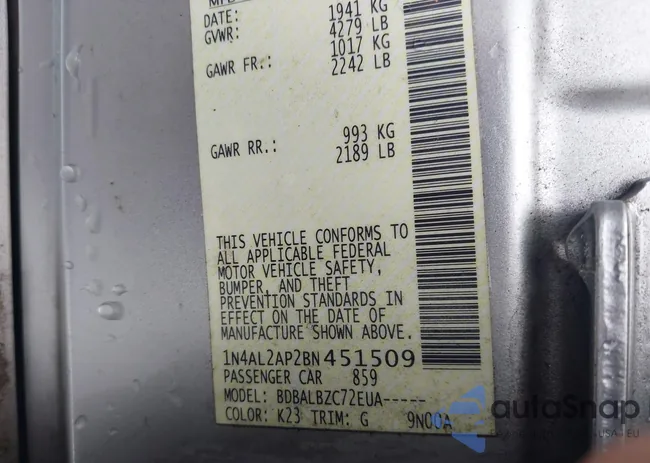 DATE:
1941 KG
GVWR:
4279 LB
1017 KG
GAWR FR.:
2242 LB
993 KG
GAWR RR.:
2189 LB
THIS VEHICLE CONFORMS TO
ALL APPLICABLE FEDERAL
MOTOR VEHICLE SAFETY,
BUMPER, AND THEFT
PREVENTION STANDARDS IN
EFFECT ON THE DATE OF
MANUFACTURE SHOWN ABOVE.
1N4AL2AP2BN451509
PASSENGER CAR 859
MODEL: BDBALBZC72EUA-----
COLOR: K23 TRIM: G 9N00A
autoSnap